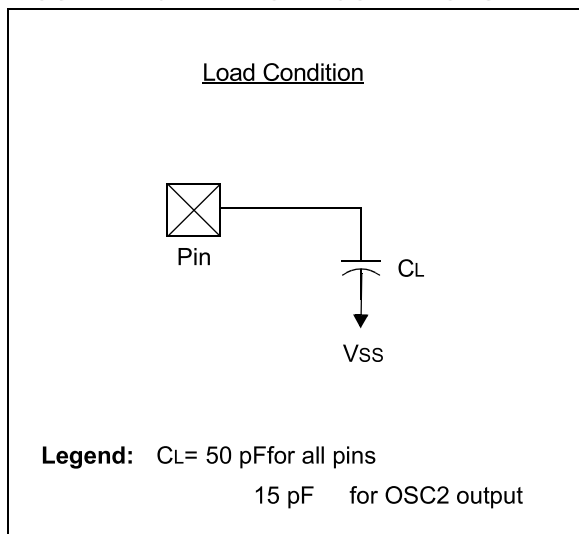 Load Condition
Pin
CL
VSS
Legend: CL= 50 pFfor all pins
15 pF for OSC2 output